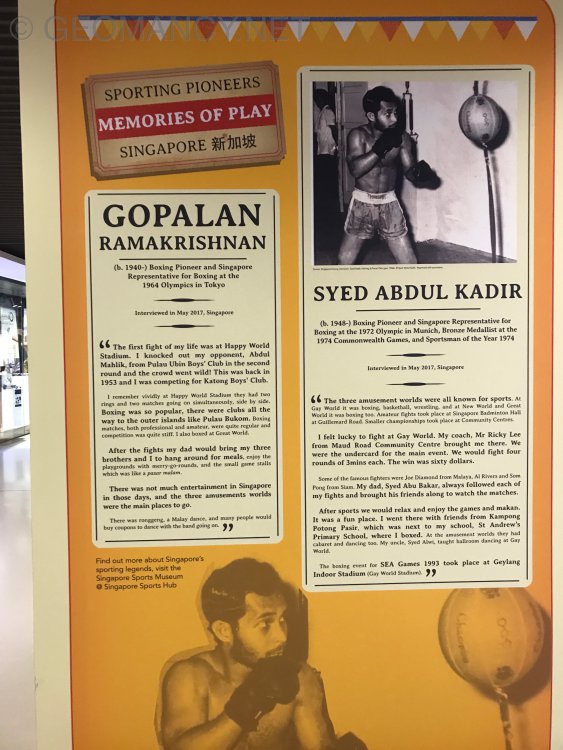 © GEOMANCY.NET
SPORTING PIONEERS
MEMORIES OF PLAY
SINGAPORE 新加坡
GOPALAN
RAMAKRISHNAN
(b. 1940-) Boxing Pioneer and Singapore
Representative for Boxing at the
1964 Olympics in Tokyo
Interviewed in May 2017, Singapore
“ The first fight of my life was at Happy World
Stadium. I knocked out my opponent, Abdul
Mahlik, from Pulau Ubin Boys' Club in the second
round and the crowd went wild! This was back in
1953 and I was competing for Katong Boys' Club.
I remember vividly at Happy World Stadium they had two
rings and two matches going on simultaneously, side by side.
Boxing was so popular, there were clubs all the
way to the outer islands like Pulau Bukom. Boxing
matches, both professional and amateur, were quite regular and
competition was quite stiff. I also boxed at Great World.
After the fights my dad would bring my three
brothers and I to hang around for meals, enjoy the
playgrounds with merry-go-rounds, and the small game stalls
which was like a pasar malam.
There was not much entertainment in Singapore
in those days, and the three amusements worlds
were the main places to go.
There was ronggeng, a Malay dance, and many people would
buy coupons to dance with the band going on. ”
Find out more about Singapore's
sporting legends, visit the
Singapore Sports Museum
@ Singapore Sports Hub
SYED ABDUL KADIR
(b. 1948-) Boxing Pioneer and Singapore Representative for
Boxing at the 1972 Olympic in Munich, Bronze Medallist at the
1974 Commonwealth Games, and Sportsman of the Year 1974
Interviewed in May 2017, Singapore
“ The three amusement worlds were all known for sports. At
Gay World it was boxing, basketball, wrestling, and at New World and Great
World it was boxing too. Amateur fights took place at Singapore Badminton Hall
at Guillemard Road. Smaller championships took place at Community Centres.
I felt lucky to fight at Gay World. My coach, Mr Ricky Lee
from Maud Road Community Centre brought me there. We
were the undercard for the main event. We would fight four
rounds of 3mins each. The win was sixty dollars.
Some of the famous fighters were Joe Diamond from Malaya, Al Rivers and Som
Pong from Siam. My dad, Syed Abu Bakar, always followed each of
my fights and brought his friends along to watch the matches.
After sports we would relax and enjoy the games and makan.
It was a fun place. I went there with friends from Kampong
Potong Pasir, which was next to my school, St Andrew's
Primary School, where I boxed. At the amusement worlds they had
cabaret and dancing too. My uncle, Syed Alwi, taught ballroom dancing at Gay
World.
The boxing event for SEA Games 1993 took place at Geylang
Indoor Stadium (Gay World Stadium). ”